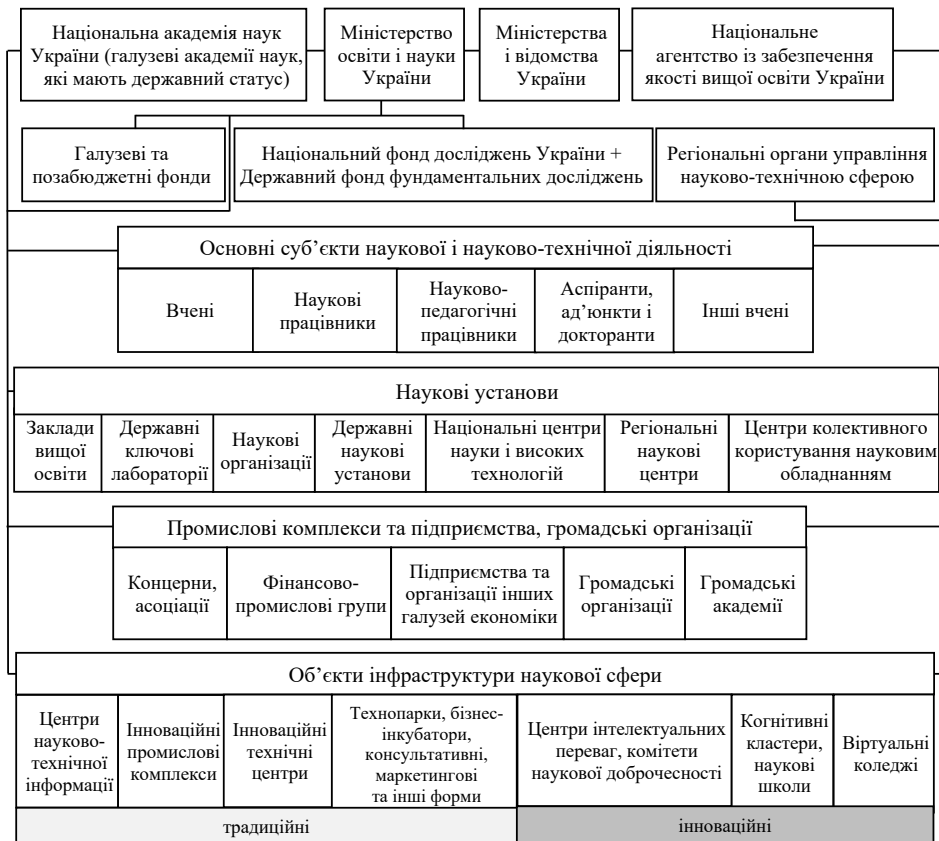 Національна академія наук
України (галузеві академії наук,
які мають державний статус)
Міністерство
освіти і науки
України
Міністерства
і відомства
України
Національне
агентство із забезпечення
якості вищої освіти України
Галузеві та
позабюджетні фонди
Національний фонд досліджень України +
Державний фонд фундаментальних досліджень
Регіональні органи управління
науково-технічною сферою
Основні суб’єкти наукової і науково-технічної діяльності
Вчені
Наукові
працівники
Науково-
педагогічні
працівники
Аспіранти,
ад’юнкти і
докторанти
Інші вчені
Наукові установи
Заклади
вищої
освіти
Державні
ключові
лабораторії
Наукові
організації
Державні
наукові
установи
Національні центри
науки і високих
технологій
Регіональні
наукові
центри
Центри колективного
користування науковим
обладнанням
Промислові комплекси та підприємства, громадські організації
Концерни,
асоціації
Фінансово-
промислові групи
Підприємства та
організації інших
галузей економіки
Громадські
організації
Громадські
академії
Об’єкти інфраструктури наукової сфери
Центри
науково-
технічної
інформації
Інноваційні
промислові
комплекси
Інноваційні
технічні
центри
Технопарки, бізнес-
інкубатори,
консультативні,
маркетингові
та інші форми
Центри інтелектуальних
переваг, комітети
наукової доброчесності
Когнітивні
кластери,
наукові
школи
Віртуальні
коледжі
традиційні
інноваційні